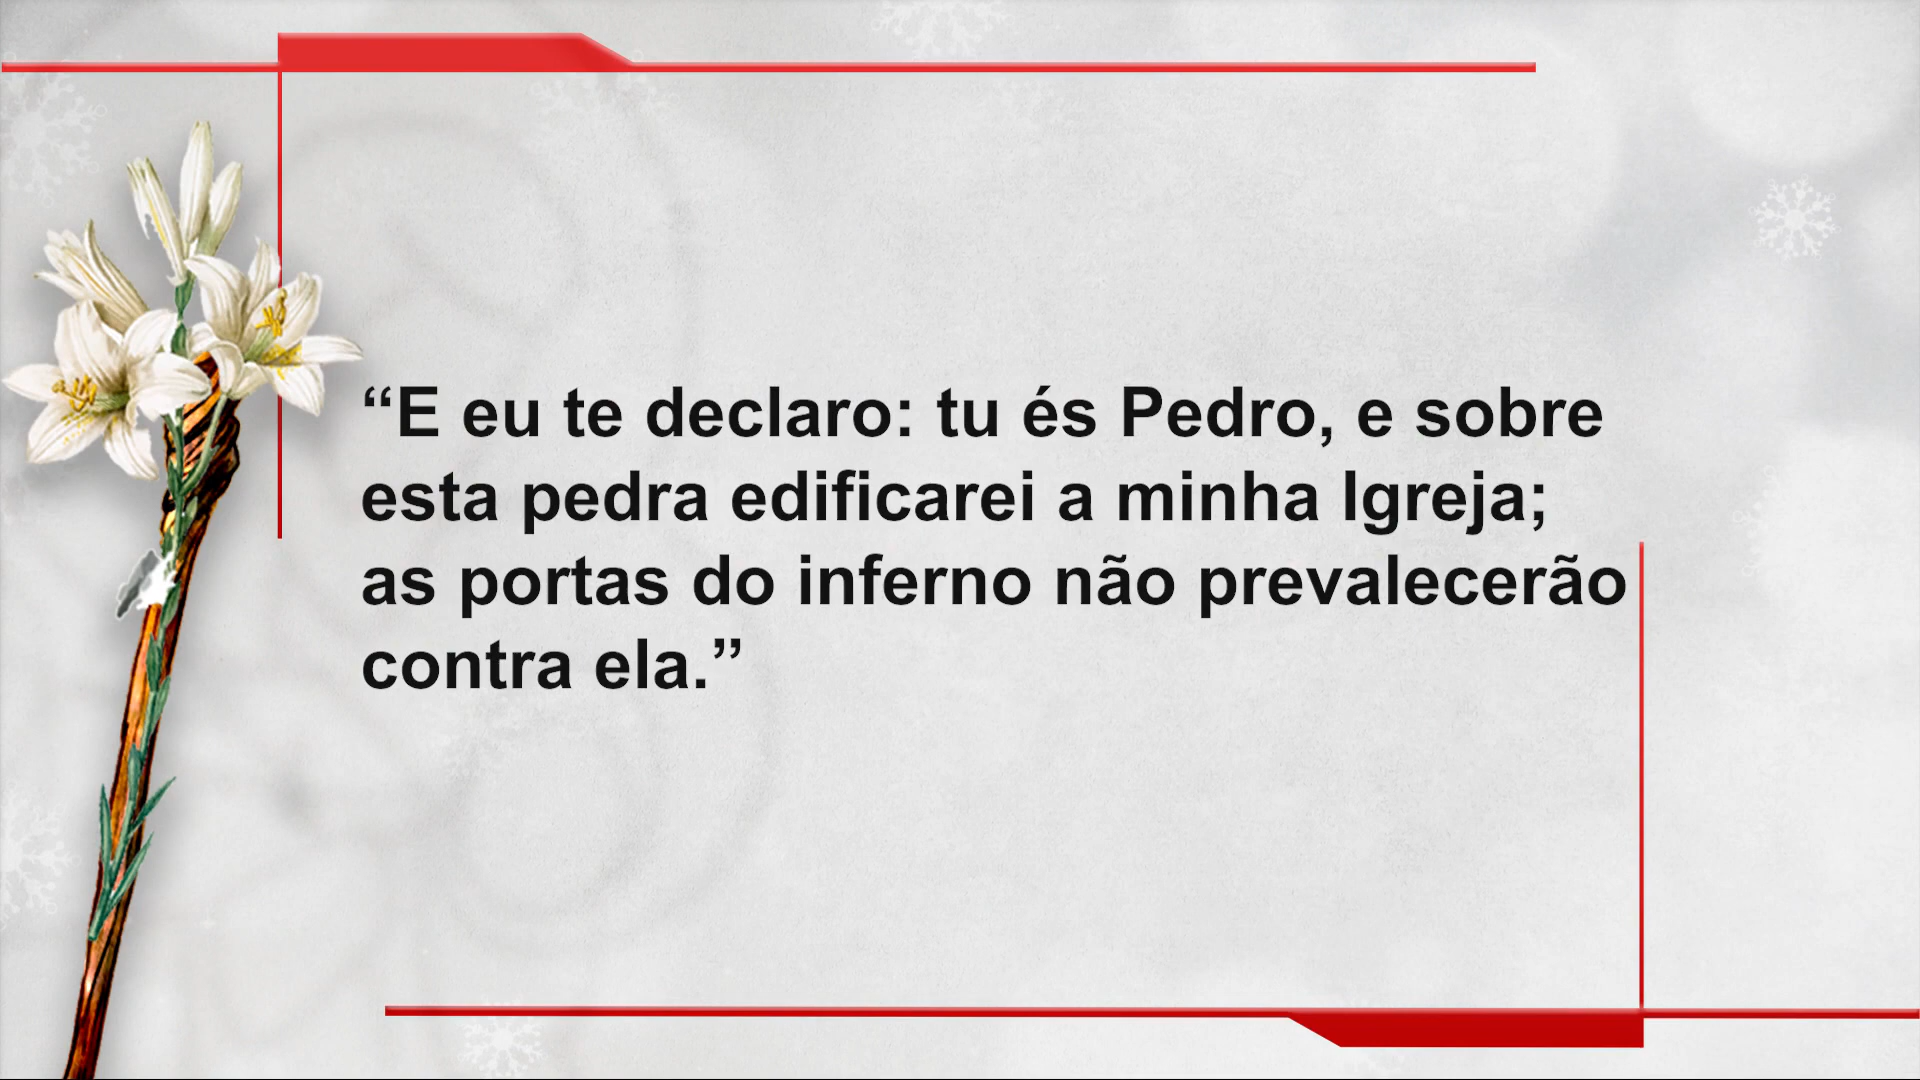 “E eu te declaro: tu és Pedro, e sobre
esta pedra edificarei a minha Igreja;
as portas do inferno não prevalecerão
contra ela.”